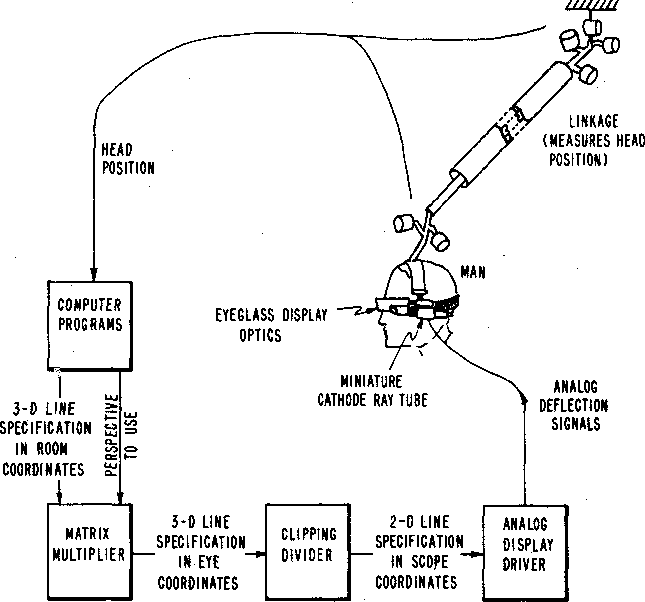 LINKAGE
(MEASURES HEAD
POSITION)
HEAD
POSITION
MAN
COMPUTER
PROGRAMS
EYEGLASS DISPLAY
OPTICS
MINIATURE
CATHODE RAY TUBE
ANALOG
DEFLECTION
SIGNALS
3-D LINE
SPECIFICATION
IN ROOM
COORDINATES
PERSPECTIVE
TO USE
MATRIX
MULTIPLIER
3-D LINE
SPECIFICATION
IN EYE
COORDINATES
CLIPPING
DIVIDER
2-D LINE
SPECIFICATION
IN SCOPE
COORDINATES
ANALOG
DISPLAY
DRIVER